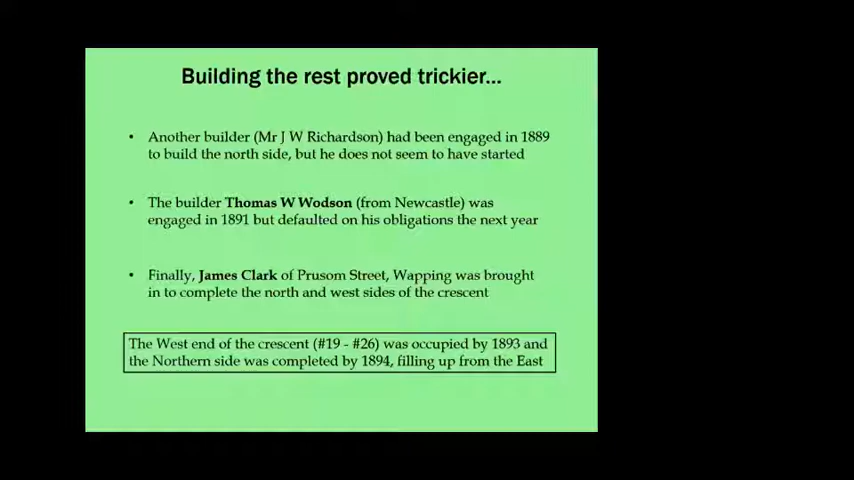 Building the rest proved trickier...
• Another builder (Mr J W Richardson) had been engaged in 1889
to build the north side, but he does not seem to have started
• The builder Thomas W Wodson (from Newcastle) was
engaged in 1891 but defaulted on his obligations the next year
• Finally, James Clark of Prusom Street, Wapping was brought
in to complete the north and west sides of the crescent
The West end of the crescent (#19 - #26) was occupied by 1893 and
the Northern side was completed by 1894, filling up from the East